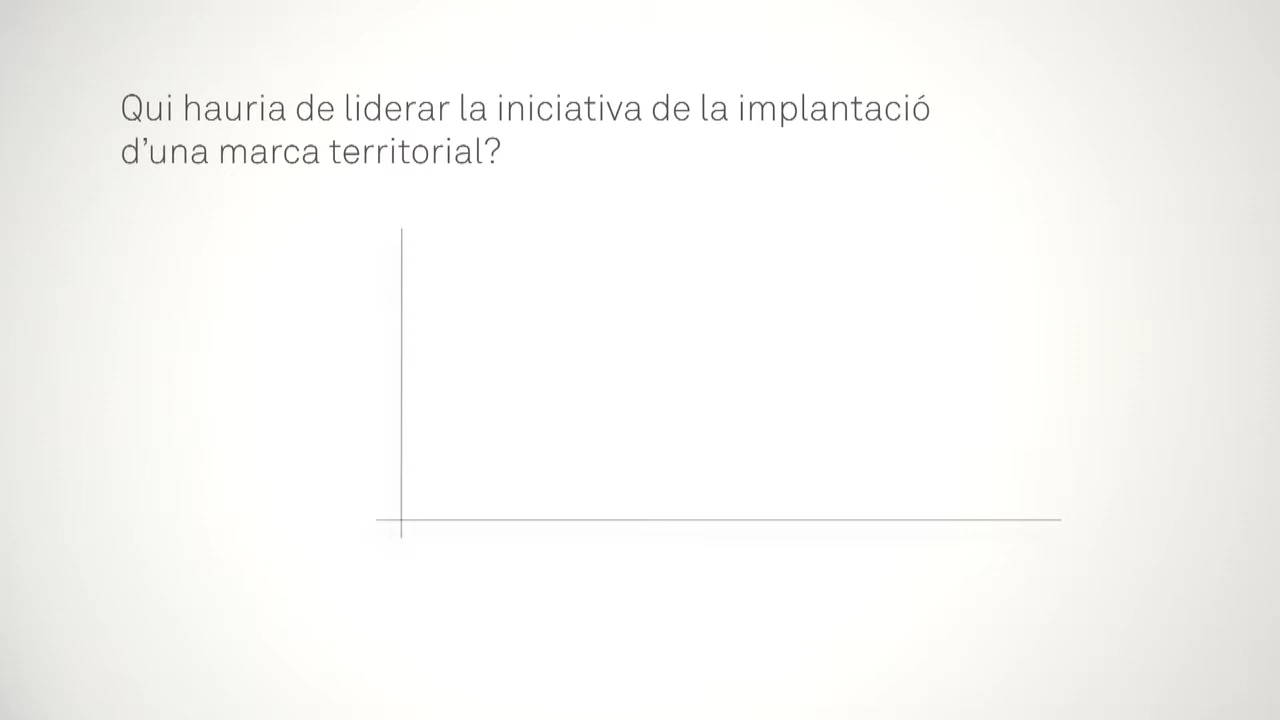 Qui hauria de liderar la iniciativa de la implantació
d’una marca territorial?